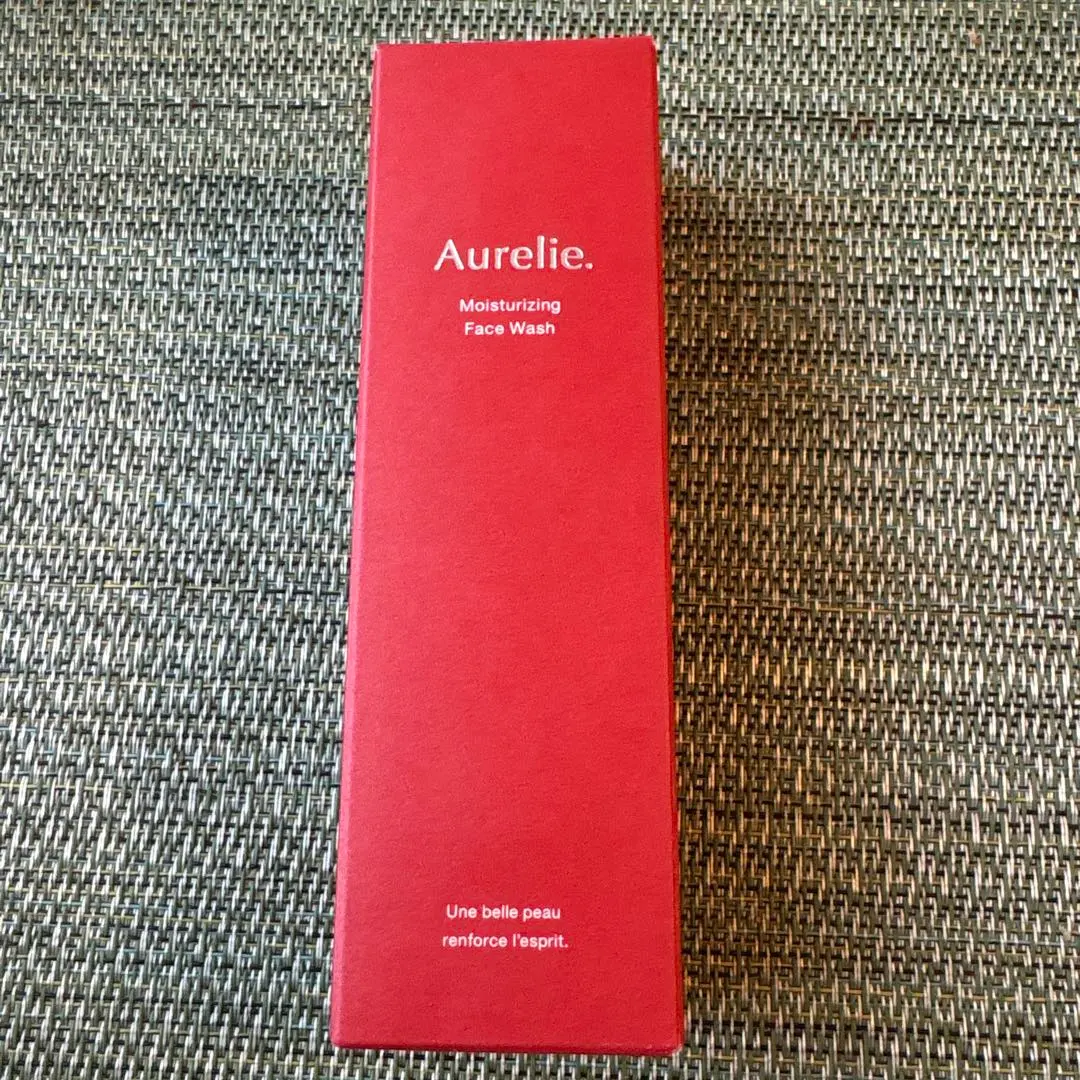 Aurelie.
Moisturizing
Face Wash
Une belle peau
renforce l'esprit.